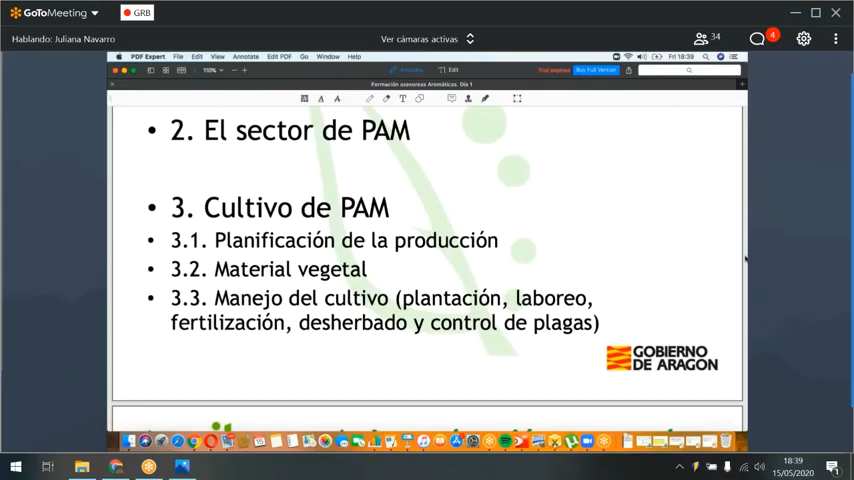 GoToMeeting
GRB
Hablando: Juliana Navarro
Ver cámaras activas
34
4
PDF Expert File Edit View Annotate Edit PDF Go Window Help
Fri 18:39
110%
Annotate
Edit
Trial expired
Buy Full Version
Formación asesoreas Aromáticas. Día 1
• 2. El sector de PAM
• 3. Cultivo de PAM
• 3.1. Planificación de la producción
• 3.2. Material vegetal
• 3.3. Manejo del cultivo (plantación, laboreo,
fertilización, desherbado y control de plagas)
GOBIERNO
DE ARAGON
18:39
15/05/2020
1